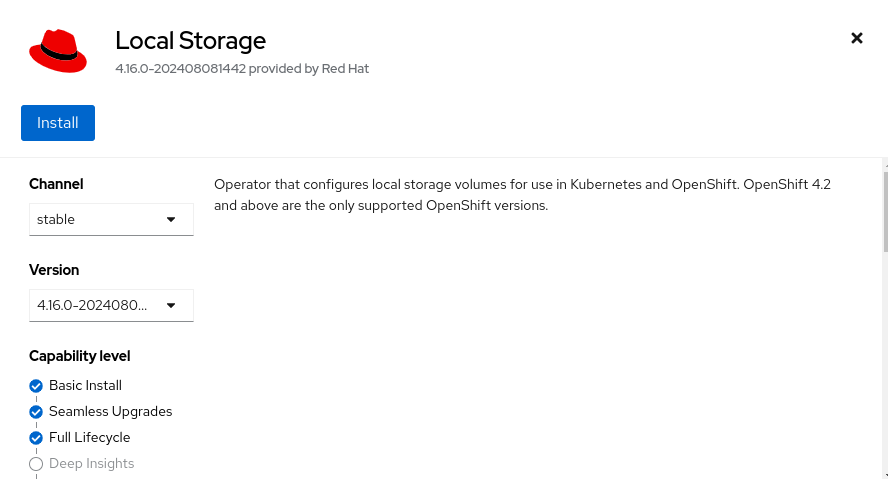 Local Storage
4.16.0-202408081442 provided by Red Hat
Install
Channel
stable
Operator that configures local storage volumes for use in Kubernetes and OpenShift. OpenShift 4.2
and above are the only supported OpenShift versions.
Version
4.16.0-2024080...
Capability level
Basic Install
Seamless Upgrades
Full Lifecycle
Deep Insights